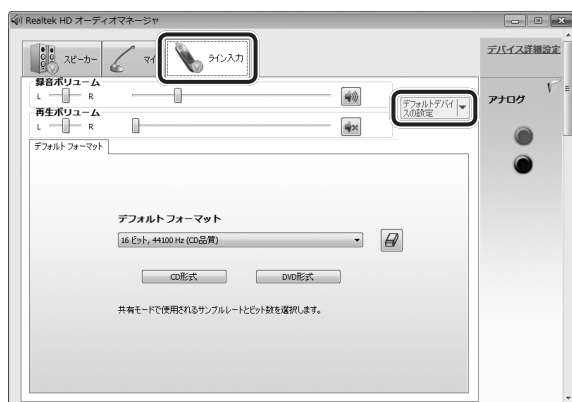 Realtek HD オーディオマネージャ
デバイス詳細設定
スピーカー
マイ
ライン入力
録音ボリューム
L R
デフォルトデバイ
スの設定
アナログ
再生ボリューム
L R
デフォルトフォーマット
デフォルトフォーマット
16 ビット, 44100 Hz (CD品質)
CD形式
DVD形式
共有モードで使用されるサンプルレートとビット数を選択します。